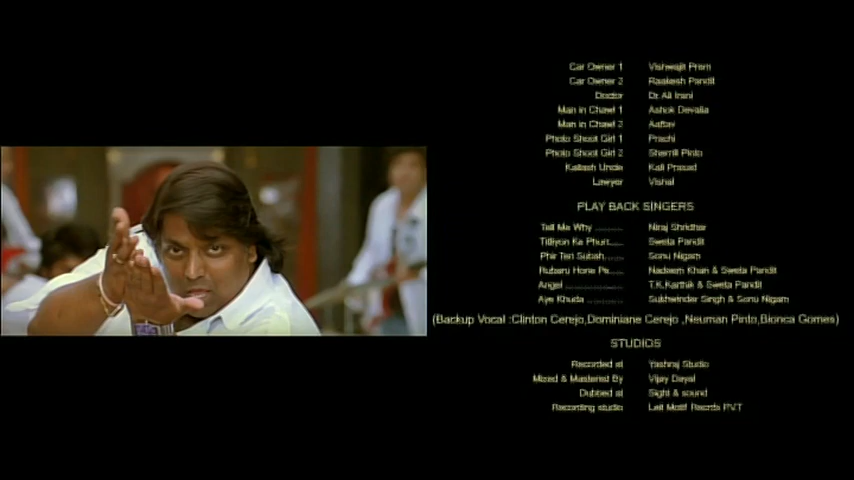 Car Owner 1 Vishwajit Prem
Car Owner 2 Raakesh Pandit
Doctor Dr. Ali Irani
Man in Chawl 1 Ashok Devalia
Man in Chawl 2 Aaftav
Photo Shoot Girl 1 Prachi
Photo Shoot Girl 2 Sherrill Pinto
Kailash Uncle Kali Prasad
Lawyer Vishal
PLAY BACK SINGERS
Tell Me Why .......... Niraj Shridhar
Titliyon Ka Phurr..... Sweta Pandit
Phir Teri Subah...... Sonu Nigam
Rubaru Hone Pe..... Nadeem Khan & Sweta Pandit
Angel .................... T.K.Karthik & Sweta Pandit
Aye Khuda ............. Sukhwinder Singh & Sonu Nigam
(Backup Vocal :Clinton Cerejo,Dominiane Cerejo ,Neuman Pinto,Bionca Gomes)
STUDIOS
Recorded at Yashraj Studio
Mixed & Mastered By Vijay Dayal
Dubbed at Sight & sound
Recording studio Leit Motif Recrds PVT